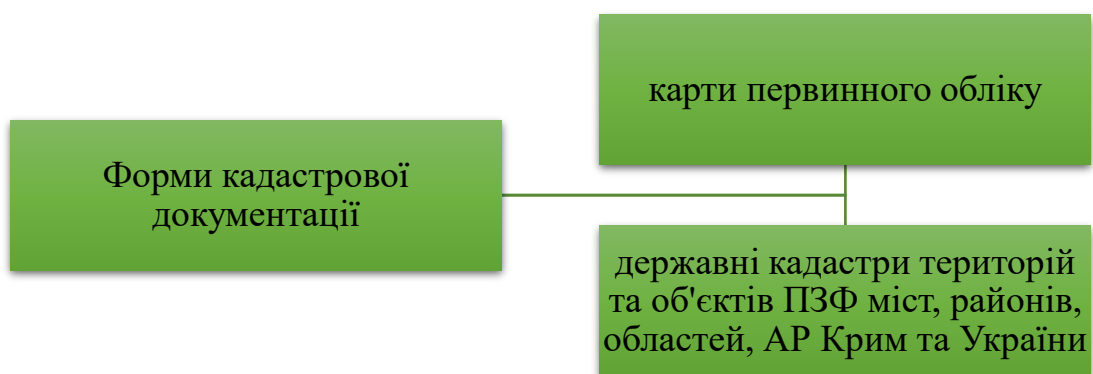 карти первинного обліку
Форми кадастрової
документації
державні кадастри територій
та об'єктів ПЗФ міст, районів,
областей, АР Крим та України